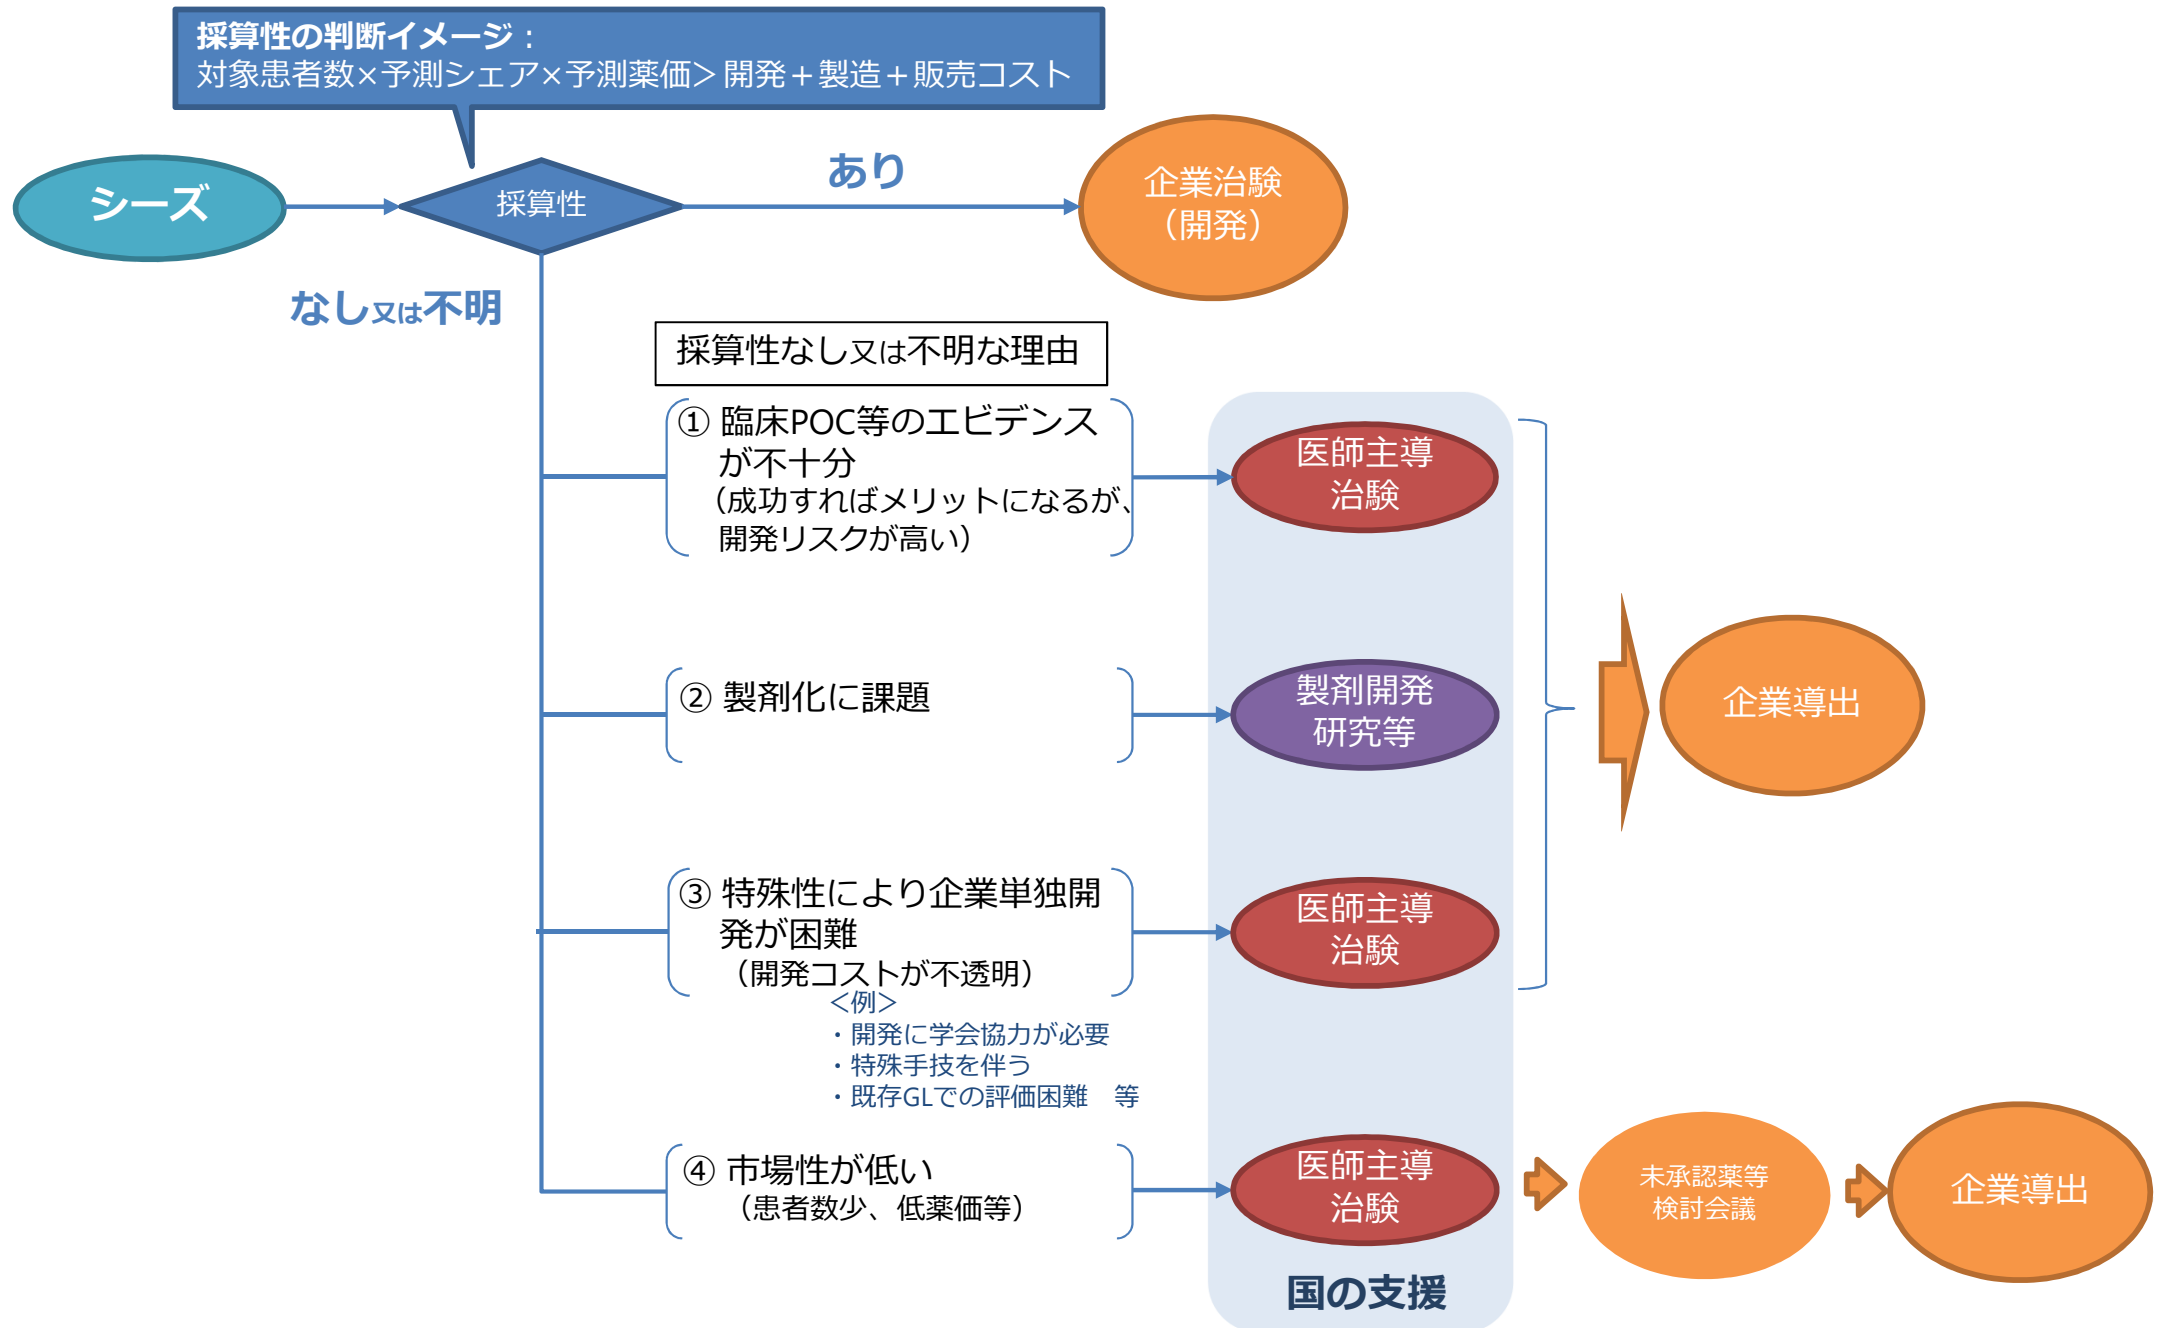 採算性の判断イメージ：
対象患者数×予測シェア×予測薬価＞開発＋製造＋販売コスト
シーズ
採算性
あり
企業治験
（開発）
なし又は不明
採算性なし又は不明な理由
① 臨床POC等のエビデンス
が不十分
（成功すればメリットになるが、
開発リスクが高い）
医師主導
治験
② 製剤化に課題
製剤開発
研究等
企業導出
③ 特殊性により企業単独開
発が困難
（開発コストが不透明）
＜例＞
・開発に学会協力が必要
・特殊手技を伴う
・既存GLでの評価困難　等
医師主導
治験
④ 市場性が低い
（患者数少、低薬価等）
医師主導
治験
未承認薬等
検討会議
企業導出
国の支援